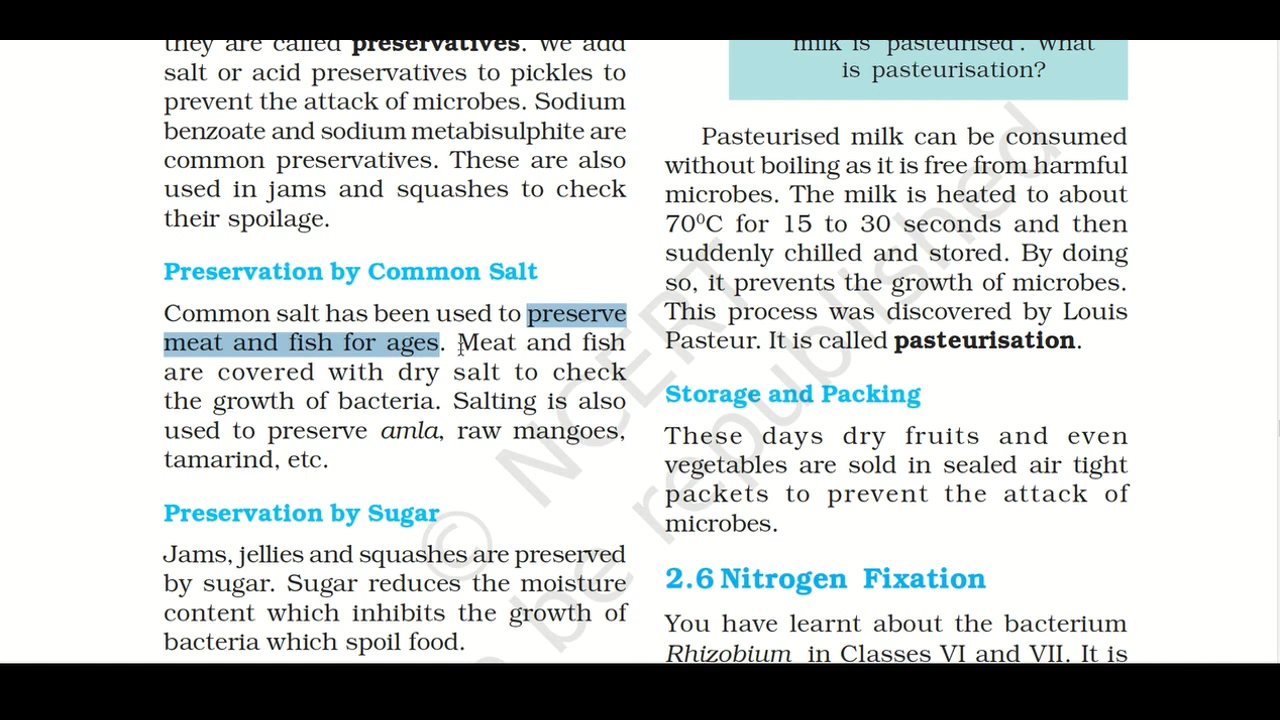 they are called preservatives. We add
salt or acid preservatives to pickles to
prevent the attack of microbes. Sodium
benzoate and sodium metabisulphite are
common preservatives. These are also
used in jams and squashes to check
their spoilage.
Preservation by Common Salt
Common salt has been used to preserve
meat and fish for ages. Meat and fish
are covered with dry salt to check
the growth of bacteria. Salting is also
used to preserve amla, raw mangoes,
tamarind, etc.
Preservation by Sugar
Jams, jellies and squashes are preserved
by sugar. Sugar reduces the moisture
content which inhibits the growth of
bacteria which spoil food.
milk is 'pasteurised'. What
is pasteurisation?
Pasteurised milk can be consumed
without boiling as it is free from harmful
microbes. The milk is heated to about
70⁰C for 15 to 30 seconds and then
suddenly chilled and stored. By doing
so, it prevents the growth of microbes.
This process was discovered by Louis
Pasteur. It is called pasteurisation.
Storage and Packing
These days dry fruits and even
vegetables are sold in sealed air tight
packets to prevent the attack of
microbes.
2.6 Nitrogen Fixation
You have learnt about the bacterium
Rhizobium in Classes VI and VII. It is
© NCERT
be republished